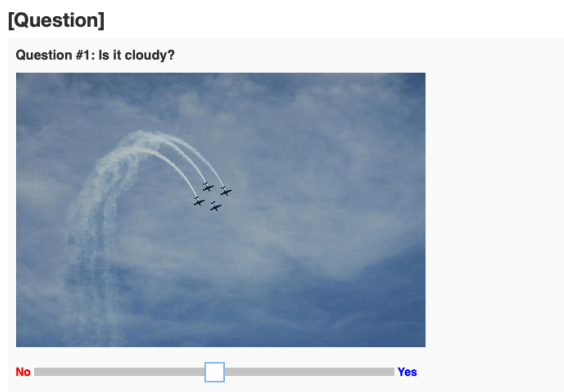 [Question]
Question #1: Is it cloudy?
No
Yes